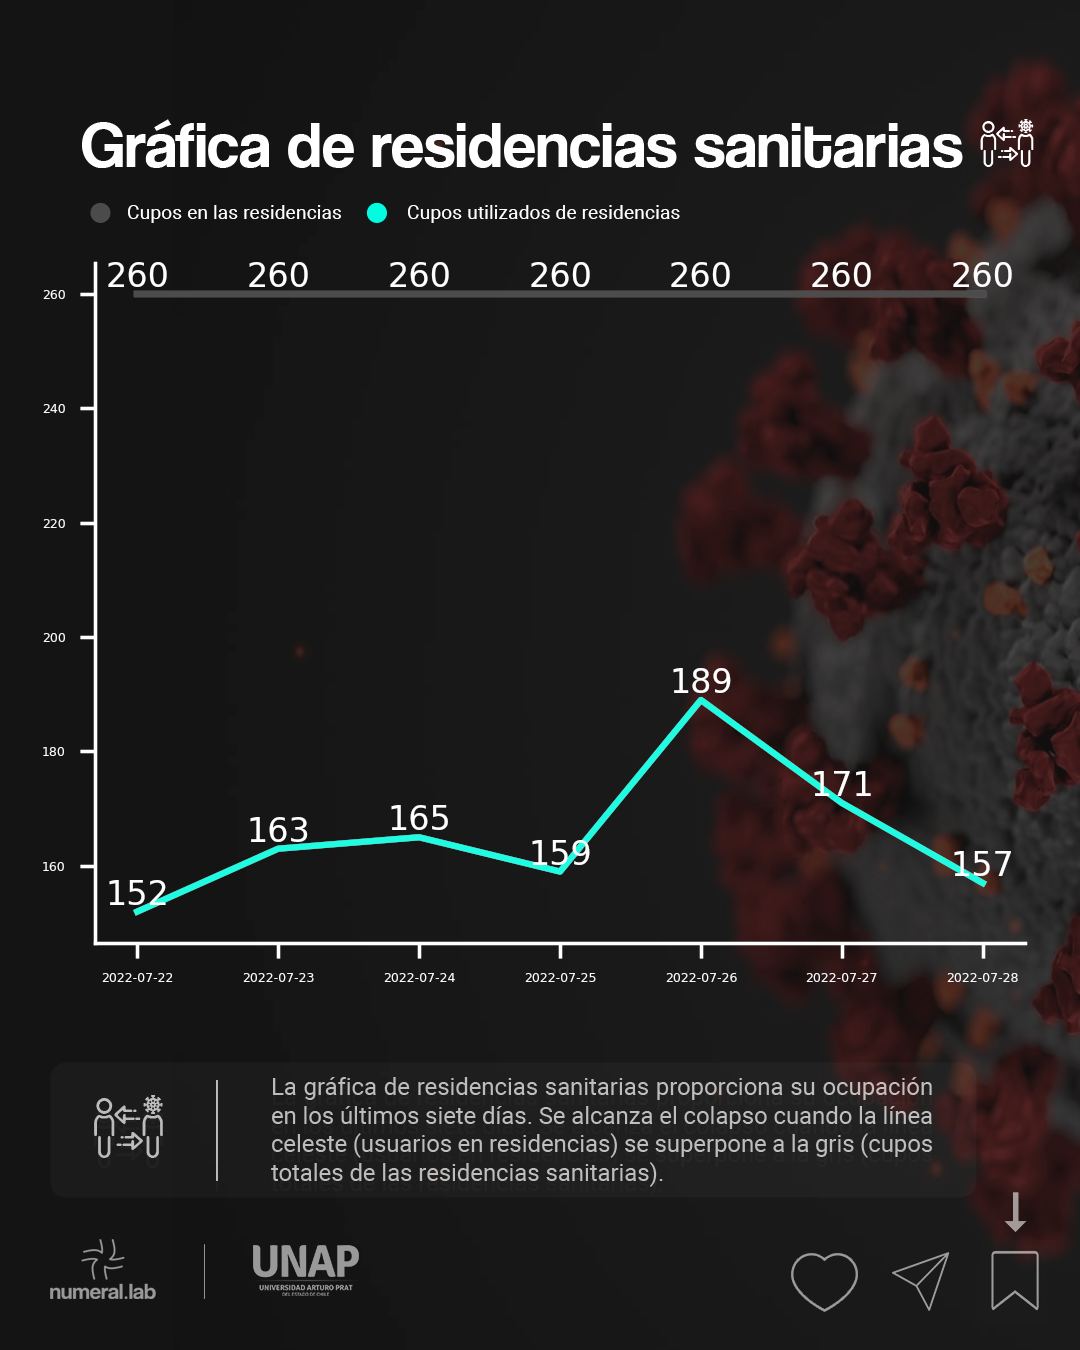 Gráfica de residencias sanitarias
Cupos en las residencias
Cupos utilizados de residencias
260 260 260 260 260 260 260
260
240
220
200
180
160
189
171
165
163
159
157
152
2022-07-22 2022-07-23 2022-07-24 2022-07-25 2022-07-26 2022-07-27 2022-07-28
La gráfica de residencias sanitarias proporciona su ocupación
en los últimos siete días. Se alcanza el colapso cuando la línea
celeste (usuarios en residencias) se superpone a la gris (cupos
totales de las residencias sanitarias).
numeral.lab
UNAP
UNIVERSIDAD ARTURO PRAT
DEL ESTADO DE CHILE